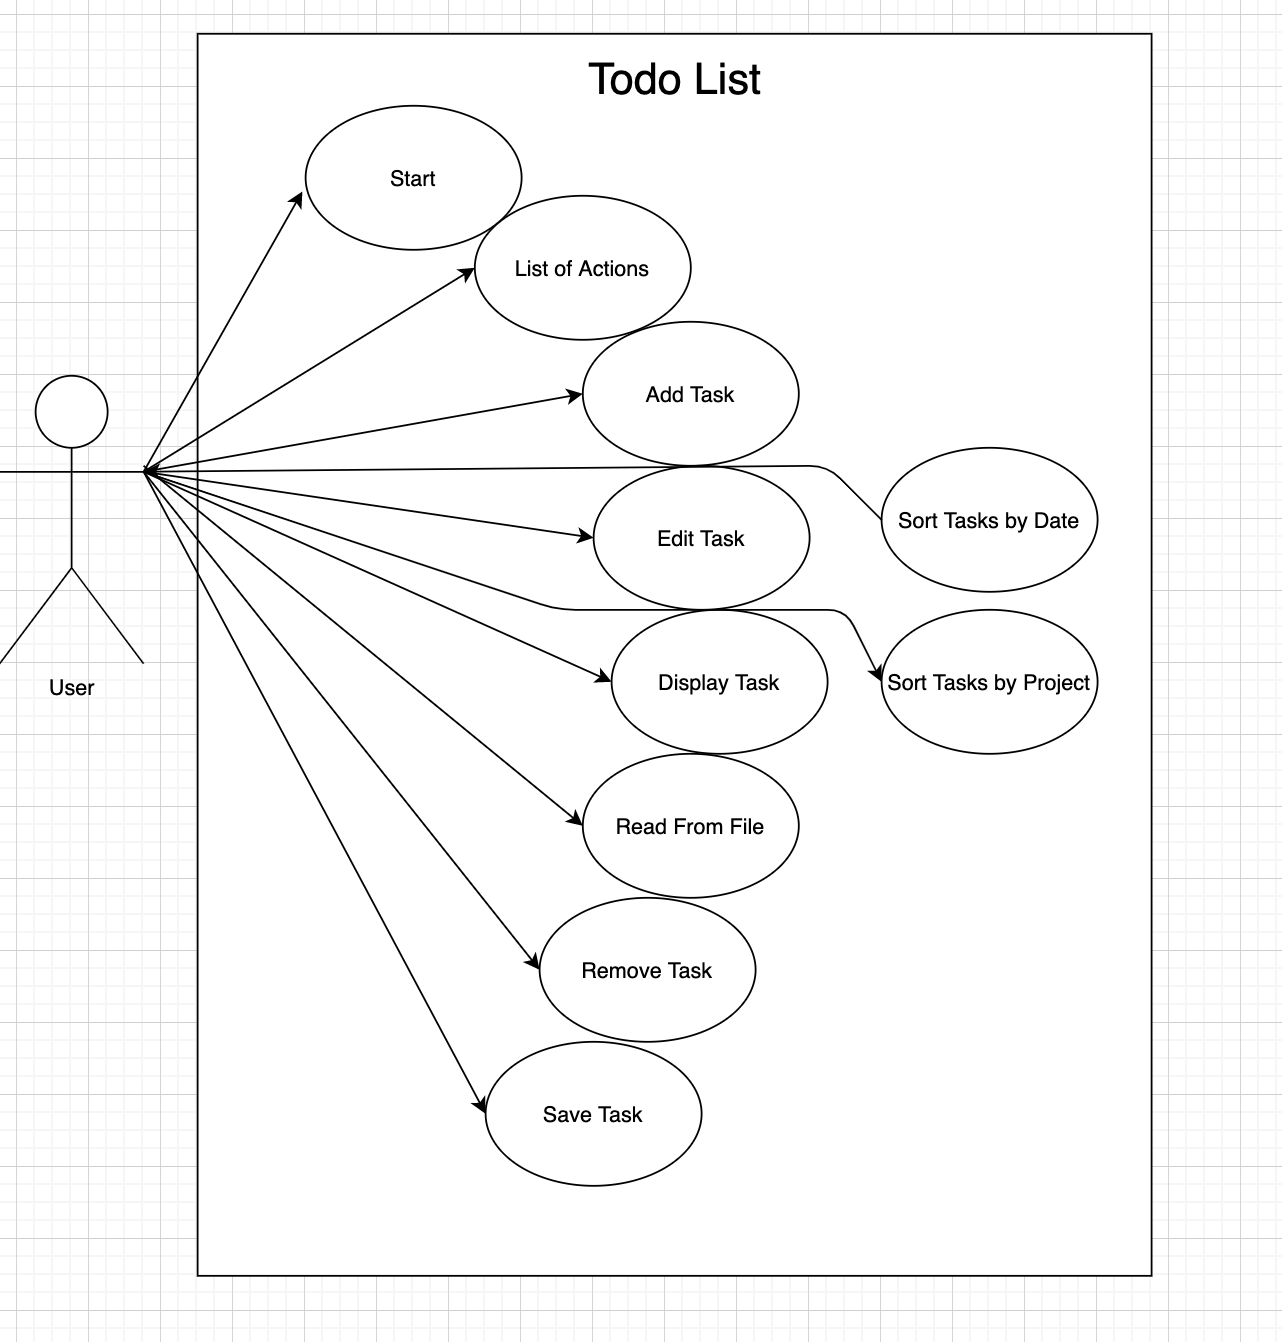 Todo List
Start
List of Actions
Add Task
Sort Tasks by Date
Edit Task
Display Task
Sort Tasks by Project
User
Read From File
Remove Task
Save Task